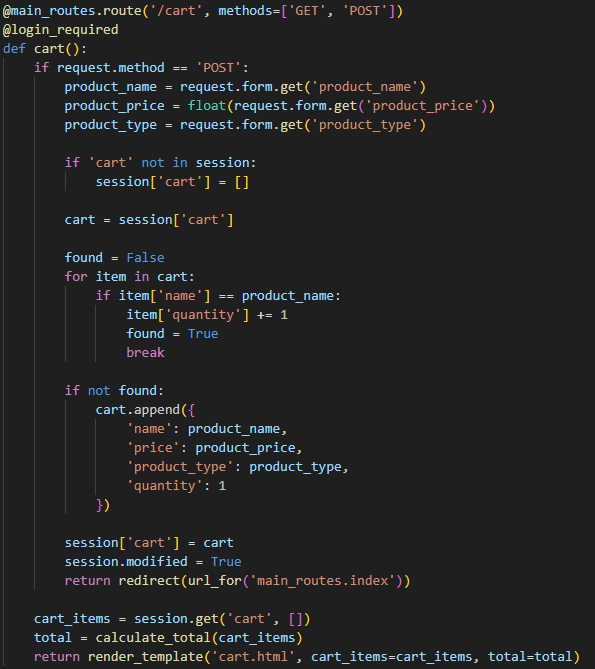 @main_routes.route('/cart', methods=['GET', 'POST'])
@login_required
def cart():
    if request.method == 'POST':
        product_name = request.form.get('product_name')
        product_price = float(request.form.get('product_price'))
        product_type = request.form.get('product_type')

        if 'cart' not in session:
            session['cart'] = []

        cart = session['cart']

        found = False
        for item in cart:
            if item['name'] == product_name:
                item['quantity'] += 1
                found = True
                break

        if not found:
            cart.append({
                'name': product_name,
                'price': product_price,
                'product_type': product_type,
                'quantity': 1
            })

        session['cart'] = cart
        session.modified = True
        return redirect(url_for('main_routes.index'))

    cart_items = session.get('cart', [])
    total = calculate_total(cart_items)
    return render_template('cart.html', cart_items=cart_items, total=total)